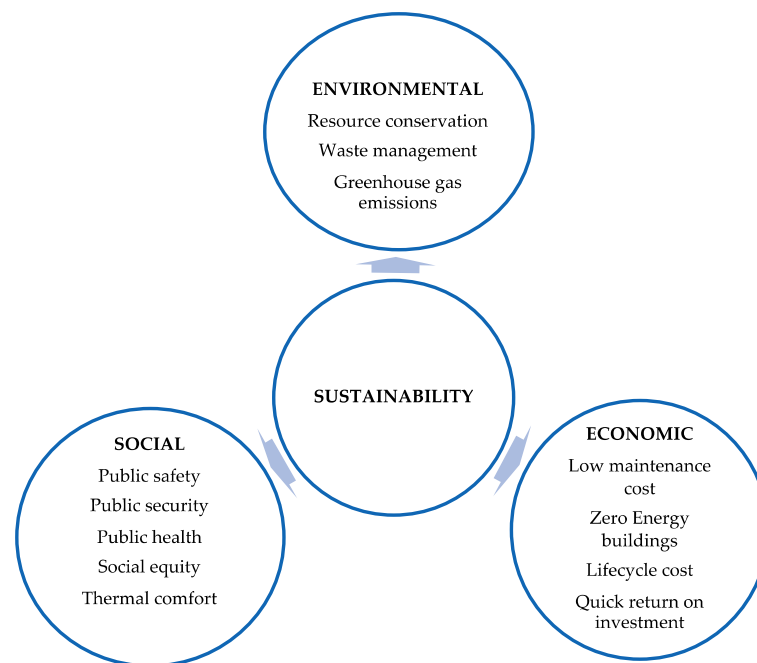 ENVIRONMENTAL
Resource conservation
Waste management
Greenhouse gas
emissions
SUSTAINABILITY
SOCIAL
Public safety
Public security
Public health
Social equity
Thermal comfort
ECONOMIC
Low maintenance
cost
Zero Energy
buildings
Lifecycle cost
Quick return on
investment